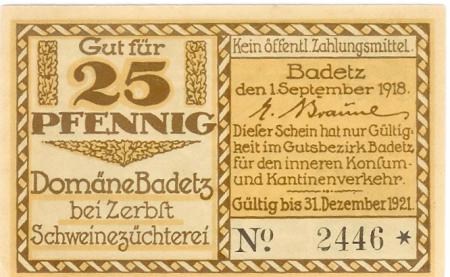 Gut für
25
PFENNIG
Domäne Badetz
bei Zerbst
Schweinezüchterei
Kein öffentl. Zahlungsmittel.
Badetz
den 1. September 1918.
Dieser Schein hat nur Gültig-
keit im Gutsbezirk Badetz
für den inneren Konsum-
und Kantinenverkehr.
Gültig bis 31. Dezember 1921.
No. 2446 *